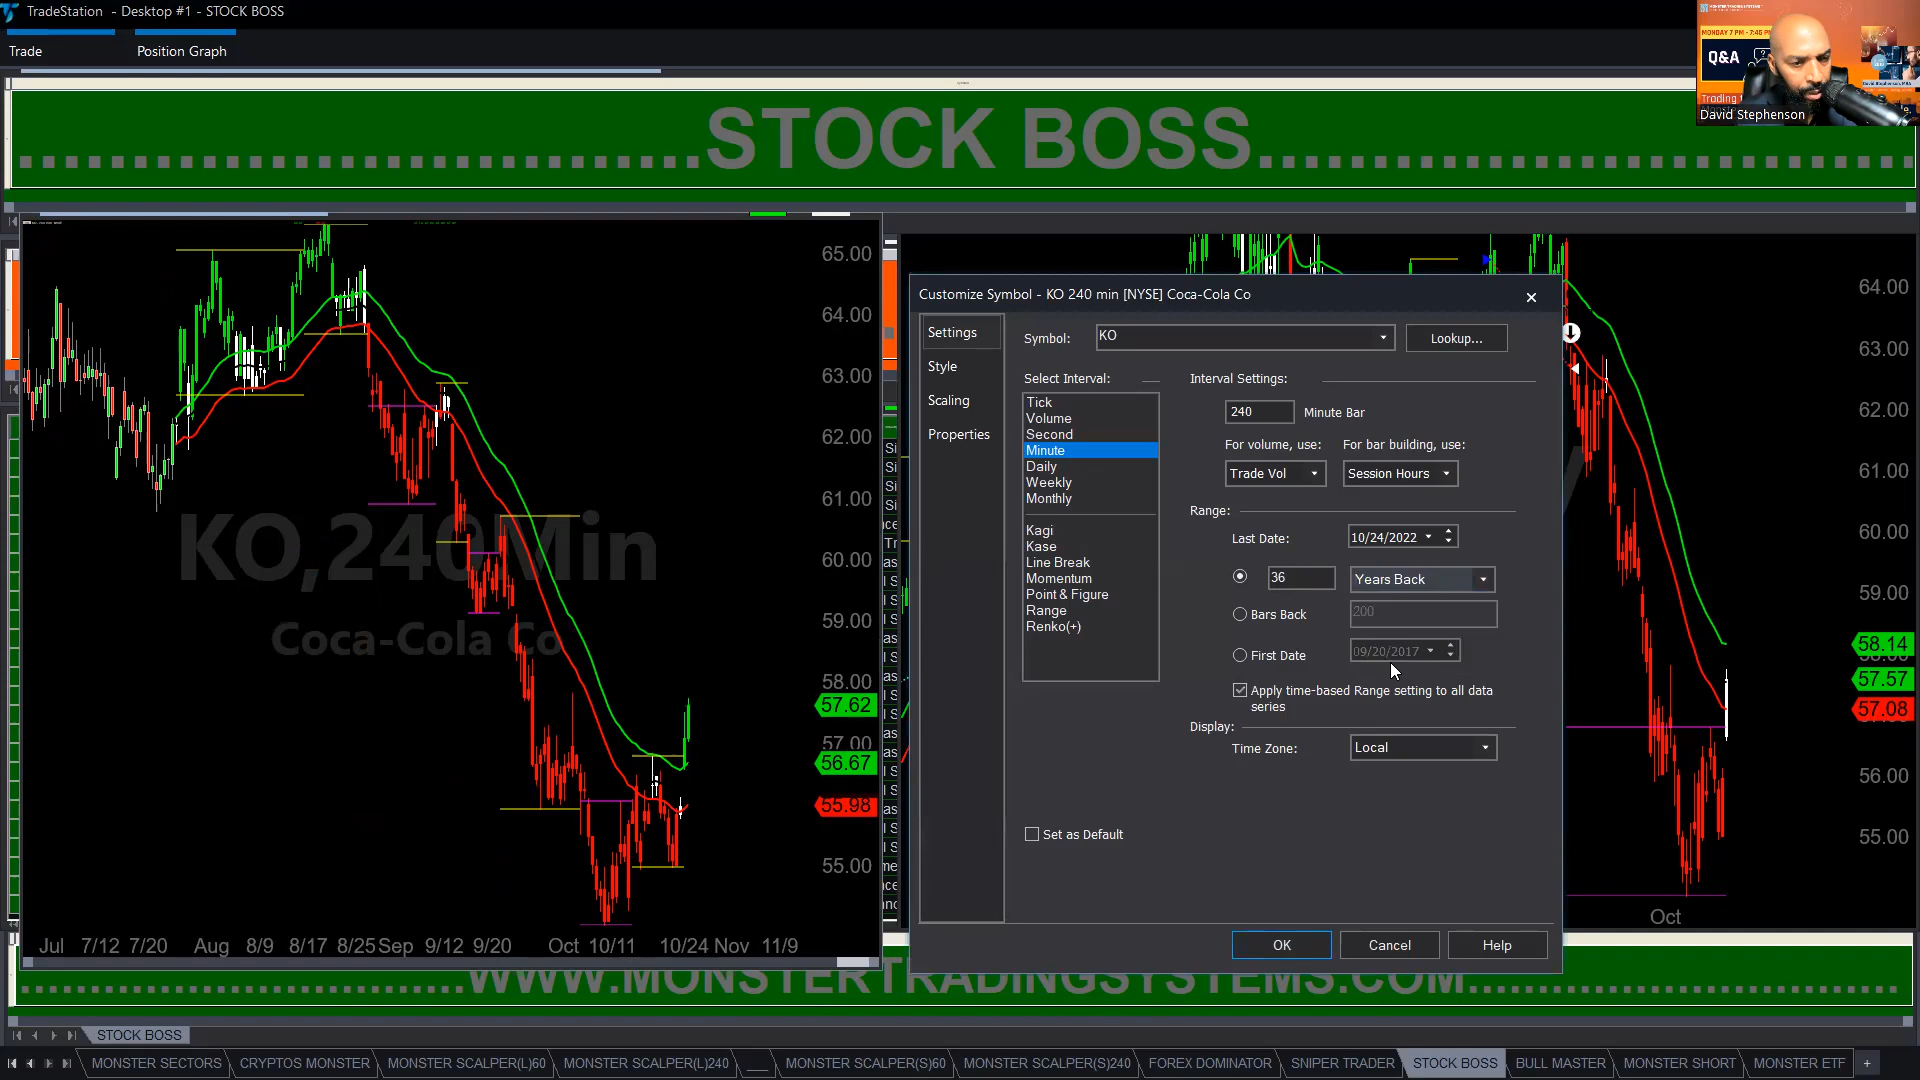 TradeStation - Desktop #1 - STOCK BOSS
Trade
Position Graph
MONDAY 7 PM - 7:45 PM
Q&A
Trading
David Stephenson
STOCK BOSS
65.00
64.00
63.00
62.00
61.00
60.00
59.00
58.00
57.62
57.00
56.67
55.98
55.00
KO,240Min
Coca-Cola Co
Jul 7/12 7/20 Aug 8/9 8/17 8/25 Sep 9/12 9/20 Oct 10/11 10/24 Nov 11/9
Customize Symbol - KO 240 min [NYSE] Coca-Cola Co
Settings
Style
Scaling
Properties
Symbol:
KO
Lookup...
Select Interval:
Tick
Volume
Second
Minute
Daily
Weekly
Monthly
Kagi
Kase
Line Break
Momentum
Point & Figure
Range
Renko(+)
Interval Settings:
240
Minute Bar
For volume, use:
For bar building, use:
Trade Vol
Session Hours
Range:
Last Date:
10/24/2022
36
Years Back
Bars Back
200
First Date
09/20/2017
Apply time-based Range setting to all data
series
Display:
Time Zone:
Local
Set as Default
OK
Cancel
Help
64.00
63.00
62.00
61.00
60.00
59.00
58.14
57.57
57.08
56.00
55.00
Oct
WWW.MONSTERTRADINGSYSTEMS.COM
STOCK BOSS
MONSTER SECTORS
CRYPTOS MONSTER
MONSTER SCALPER(L)60
MONSTER SCALPER(L)240
___
MONSTER SCALPER(S)60
MONSTER SCALPER(S)240
FOREX DOMINATOR
SNIPER TRADER
STOCK BOSS
BULL MASTER
MONSTER SHORT
MONSTER ETF
+